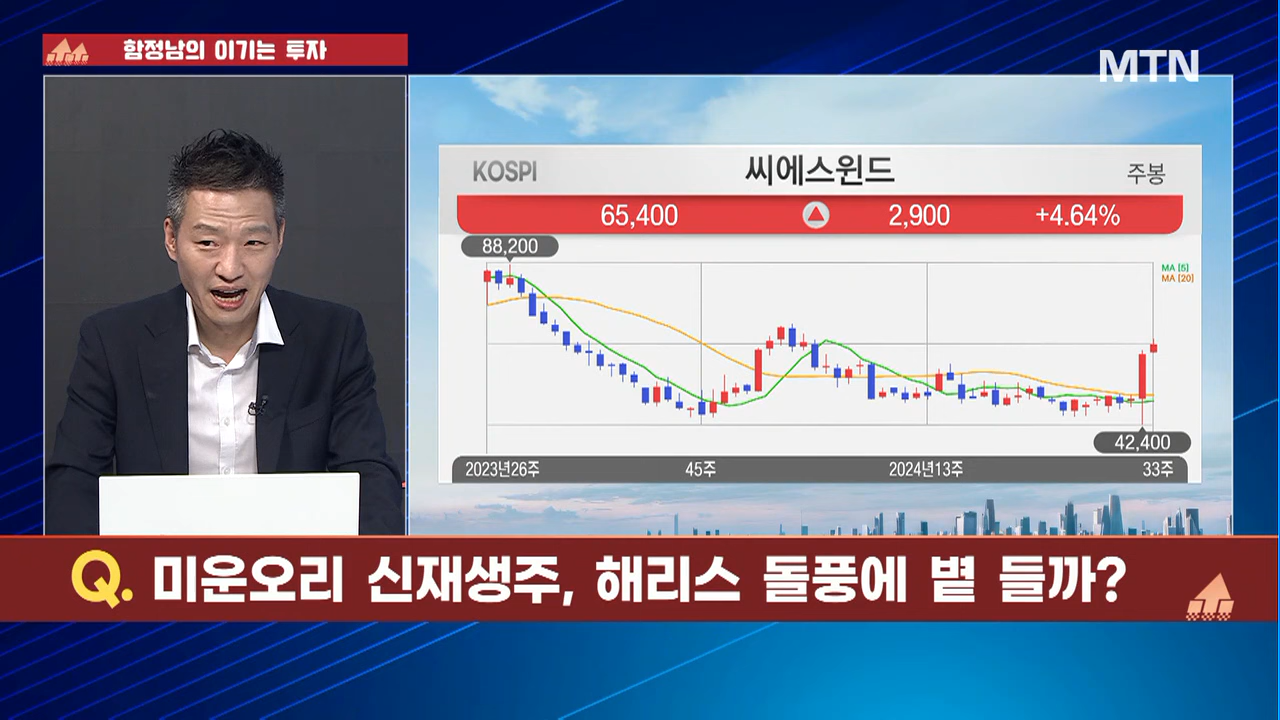 함정남의 이기는 투자
MTN
KOSPI 씨에스윈드 주봉
65,400 2,900 +4.64%
88,200
MA [5]
MA [20]
42,400
2023년26주 45주 2024년13주 33주
Q. 미운오리 신재생주, 해리스 돌풍에 볕 들까?